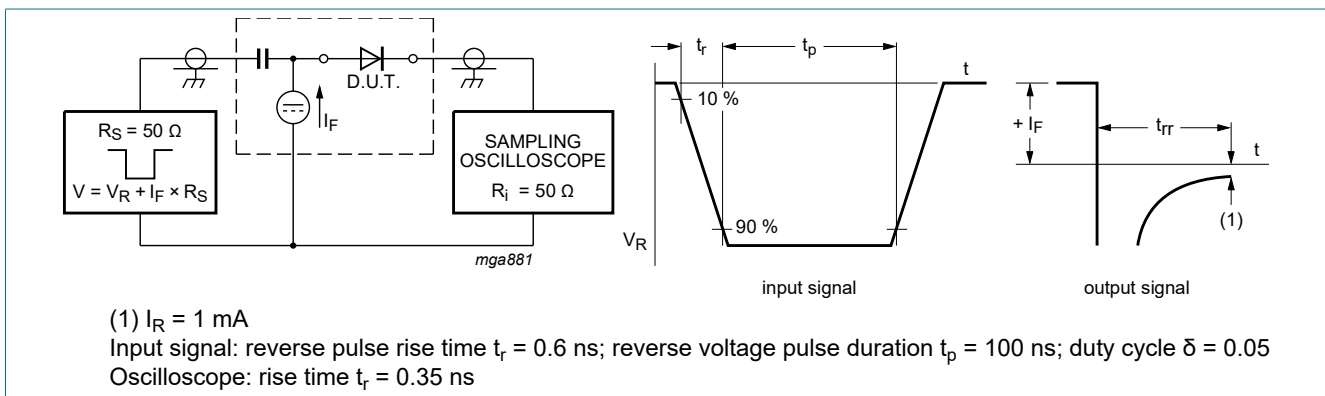 D.U.T.
I_F
R_S = 50 Ω
V = V_R + I_F × R_S
SAMPLING
OSCILLOSCOPE
R_i = 50 Ω
mga881
t_r
t_p
t
10 %
90 %
V_R
input signal
+ I_F
t_rr
t
(1)
output signal
(1) I_R = 1 mA
Input signal: reverse pulse rise time t_r = 0.6 ns; reverse voltage pulse duration t_p = 100 ns; duty cycle δ = 0.05
Oscilloscope: rise time t_r = 0.35 ns